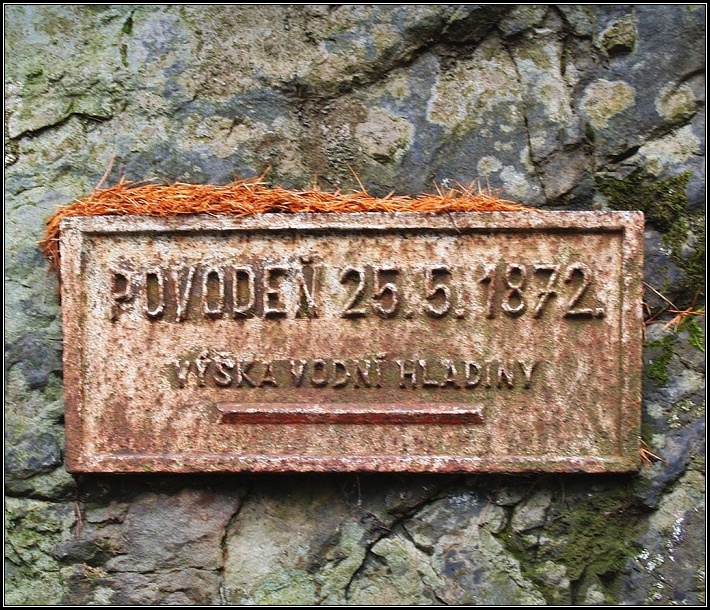 POVODEŇ 25.5.1872.
VÝŠKA VODNÍ HLADINY